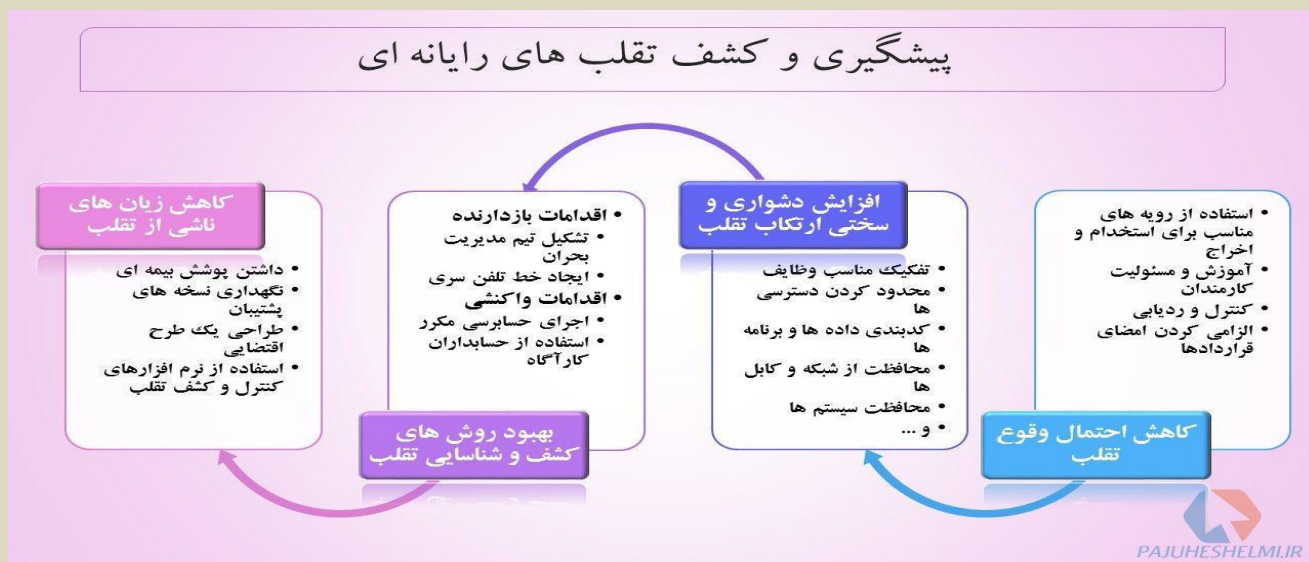 پیشگیری و کشف تقلب های رایانه ای
استفاده از رویه های
مناسب برای استخدام و
اخراج
آموزش و مسئولیت
کارمندان
کنترل و ردیابی
الزامی کردن امضای
قراردادها
کاهش احتمال وقوع
تقلب
افزایش دشواری و
سختی ارتکاب تقلب
تفکیک مناسب وظایف
محدود کردن دسترسی
ها
کدبندی داده ها و برنامه
ها
محافظت از شبکه و کابل
ها
محافظت سیستم ها
و ...
اقدامات بازدارنده
تشکیل تیم مدیریت
بحران
ایجاد خط تلفن سری
اقدامات واکنشی
اجرای حسابرسی مکرر
استفاده از حسابداران
کارآگاه
بهبود روش های
کشف و شناسایی تقلب
کاهش زیان های
ناشی از تقلب
داشتن پوشش بیمه ای
نگهداری نسخه های
پشتیبان
طراحی یک طرح
اقتضایی
استفاده از نرم افزارهای
کنترل و کشف تقلب
PAJUHESHELMI.IR